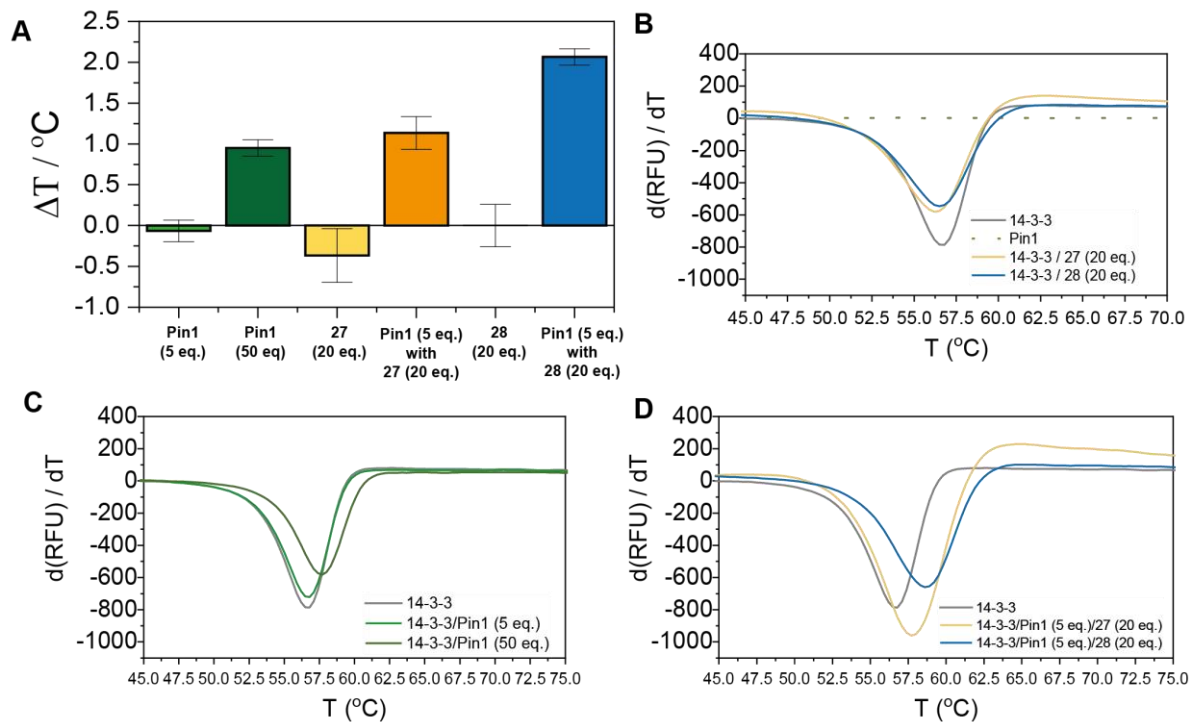 A
ΔT / °C
2.5
2.0
1.5
1.0
0.5
0.0
-0.5
-1.0
Pin1
(5 eq.)
Pin1
(50 eq)
27
(20 eq.)
Pin1 (5 eq.)
with
27 (20 eq.)
28
(20 eq.)
Pin1 (5 eq.)
with
28 (20 eq.)
B
d(RFU) / dT
400
200
0
-200
-400
-600
-800
-1000
14-3-3
Pin1
14-3-3 / 27 (20 eq.)
14-3-3 / 28 (20 eq.)
45.0 47.5 50.0 52.5 55.0 57.5 60.0 62.5 65.0 67.5 70.0
T (°C)
C
d(RFU) / dT
400
200
0
-200
-400
-600
-800
-1000
14-3-3
14-3-3/Pin1 (5 eq.)
14-3-3/Pin1 (50 eq.)
45.0 47.5 50.0 52.5 55.0 57.5 60.0 62.5 65.0 67.5 70.0 72.5 75.0
T (°C)
D
d(RFU) / dT
400
200
0
-200
-400
-600
-800
-1000
14-3-3
14-3-3/Pin1 (5 eq.)/27 (20 eq.)
14-3-3/Pin1 (5 eq.)/28 (20 eq.)
45.0 47.5 50.0 52.5 55.0 57.5 60.0 62.5 65.0 67.5 70.0 72.5 75.0
T (°C)